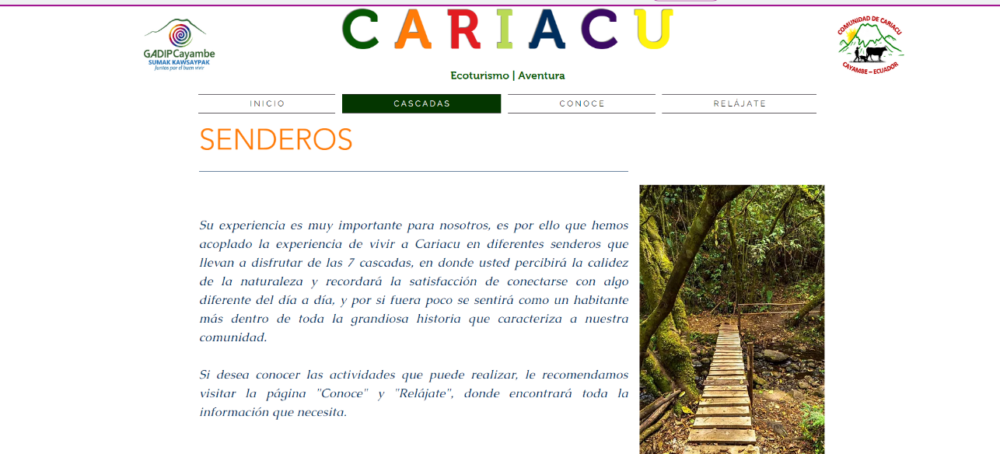 GADIPCayambe
SUMAK KAWSAYPAK
Juntos por el buen vivir
CARIACU
COMUNIDAD DE CARIACU
CAYAMBE – ECUADOR
Ecoturismo | Aventura
INICIO
CASCADAS
CONOCE
RELÁJATE
SENDEROS
Su experiencia es muy importante para nosotros, es por ello que hemos
acoplado la experiencia de vivir a Cariacu en diferentes senderos que
llevan a disfrutar de las 7 cascadas, en donde usted percibirá la calidez
de la naturaleza y recordará la satisfacción de conectarse con algo
diferente del día a día, y por si fuera poco se sentirá como un habitante
más dentro de toda la grandiosa historia que caracteriza a nuestra
comunidad.
Si desea conocer las actividades que puede realizar, le recomendamos
visitar la página "Conoce" y "Relájate", donde encontrará toda la
información que necesita.